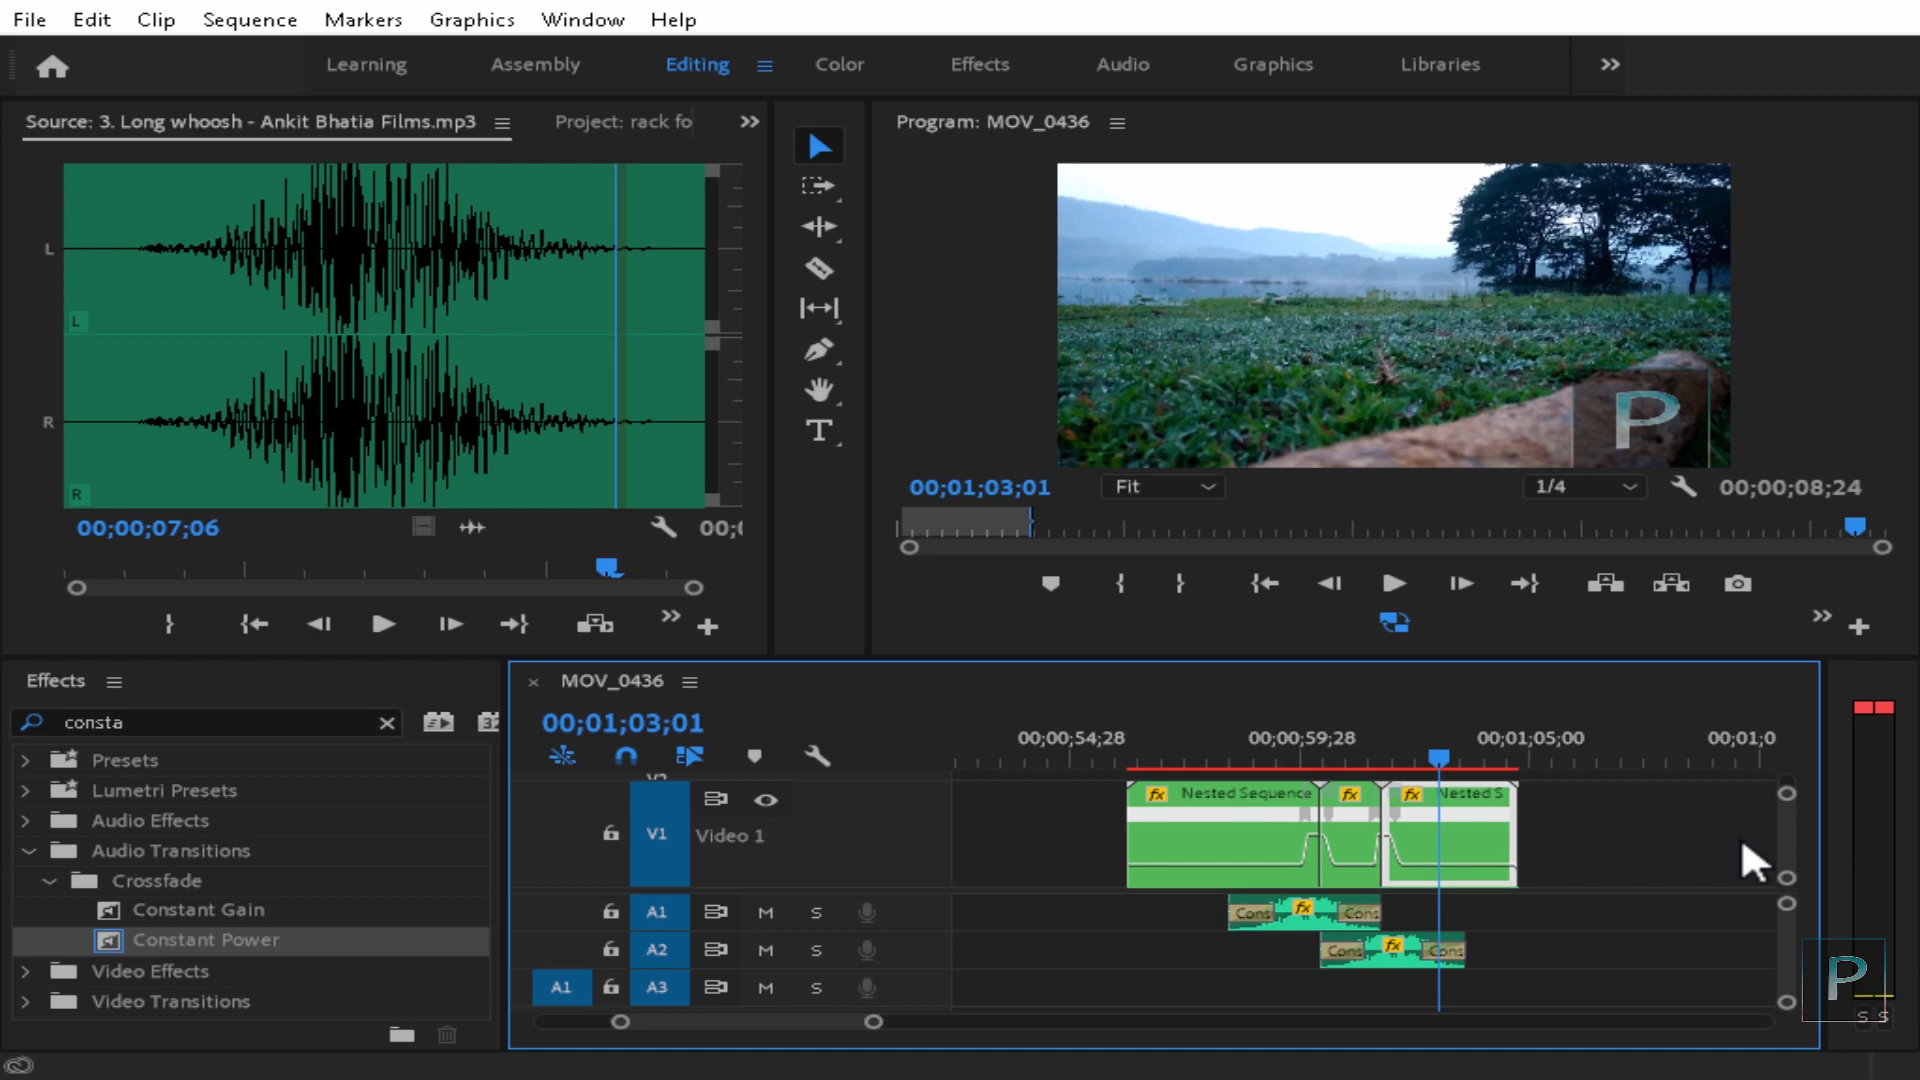 File Edit Clip Sequence Markers Graphics Window Help
Learning Assembly Editing Color Effects Audio Graphics Libraries
Source: 3. Long whoosh - Ankit Bhatia Films.mp3 Project: rack fo
Program: MOV_0436
L
L
R
R
00;00;07;06 00;0
00;01;03;01 Fit 1/4 00;00;08;24
P
Effects
consta
32
Presets
Lumetri Presets
Audio Effects
Audio Transitions
Crossfade
Constant Gain
Constant Power
Video Effects
Video Transitions
× MOV_0436
00;01;03;01
00;00;54;28 00;00;59;28 00;01;05;00 00;01;0
V2
V1 Video 1
fx Nested Sequence fx fx Nested S
A1 M S Cons fx Cons
A2 M S Cons fx Cons
A1 A3 M S
P
S S